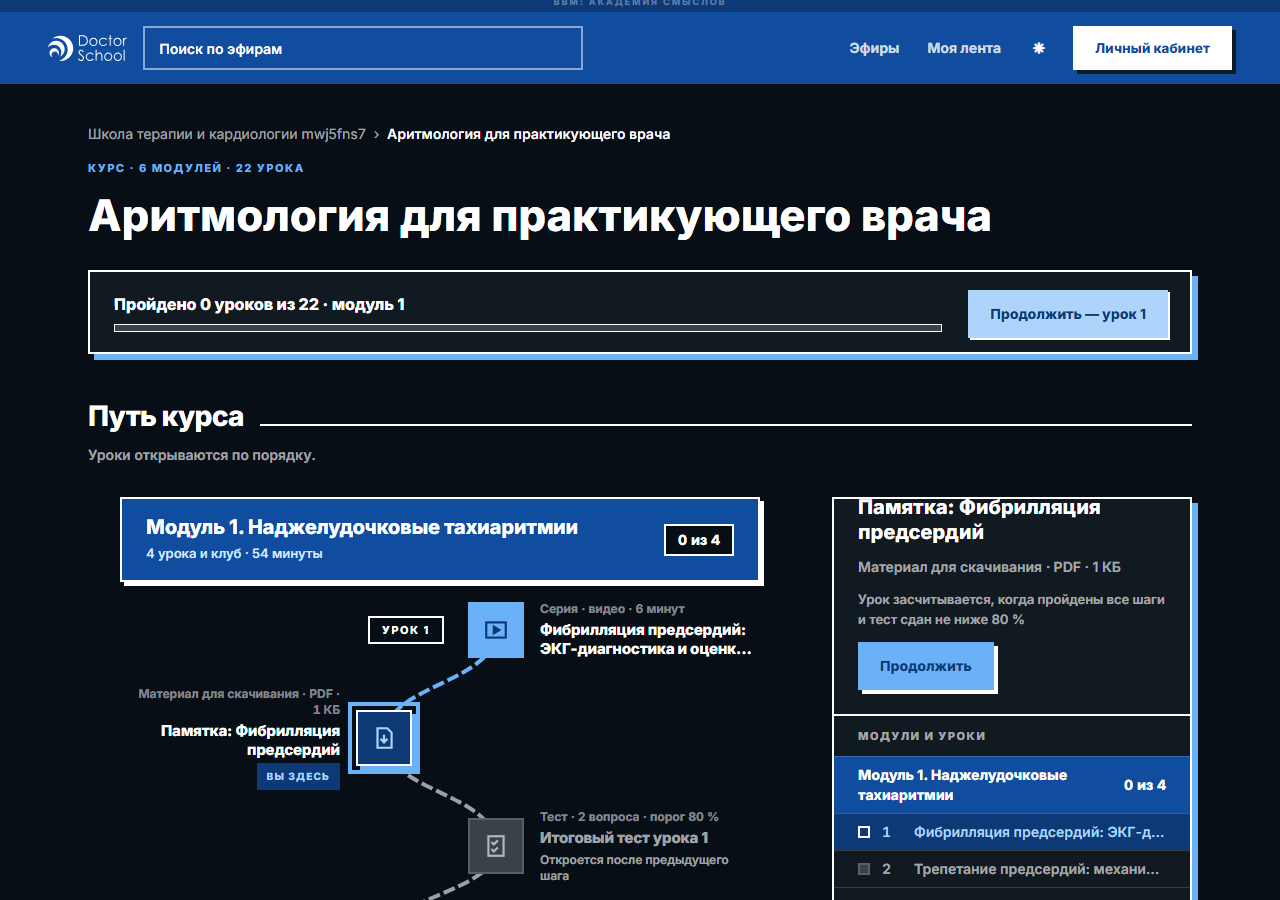 ВВМ: АКАДЕМИЯ СМЫСЛОВ
Doctor
School
Поиск по эфирам
Эфиры
Моя лента
Личный кабинет
Школа терапии и кардиологии mwj5fns7 › Аритмология для практикующего врача
КУРС · 6 МОДУЛЕЙ · 22 УРОКА
Аритмология для практикующего врача
Пройдено 0 уроков из 22 · модуль 1
Продолжить — урок 1
Путь курса
Уроки открываются по порядку.
Модуль 1. Наджелудочковые тахиаритмии
4 урока и клуб · 54 минуты
0 из 4
УРОК 1
Серия · видео · 6 минут
Фибрилляция предсердий:
ЭКГ-диагностика и оценк…
Материал для скачивания · PDF ·
1 КБ
Памятка: Фибрилляция
предсердий
ВЫ ЗДЕСЬ
Тест · 2 вопроса · порог 80 %
Итоговый тест урока 1
Откроется после предыдущего
шага
Памятка: Фибрилляция
предсердий
Материал для скачивания · PDF · 1 КБ
Урок засчитывается, когда пройдены все шаги
и тест сдан не ниже 80 %
Продолжить
МОДУЛИ И УРОКИ
Модуль 1. Наджелудочковые
тахиаритмии
0 из 4
1 Фибрилляция предсердий: ЭКГ-д…
2 Трепетание предсердий: механи…